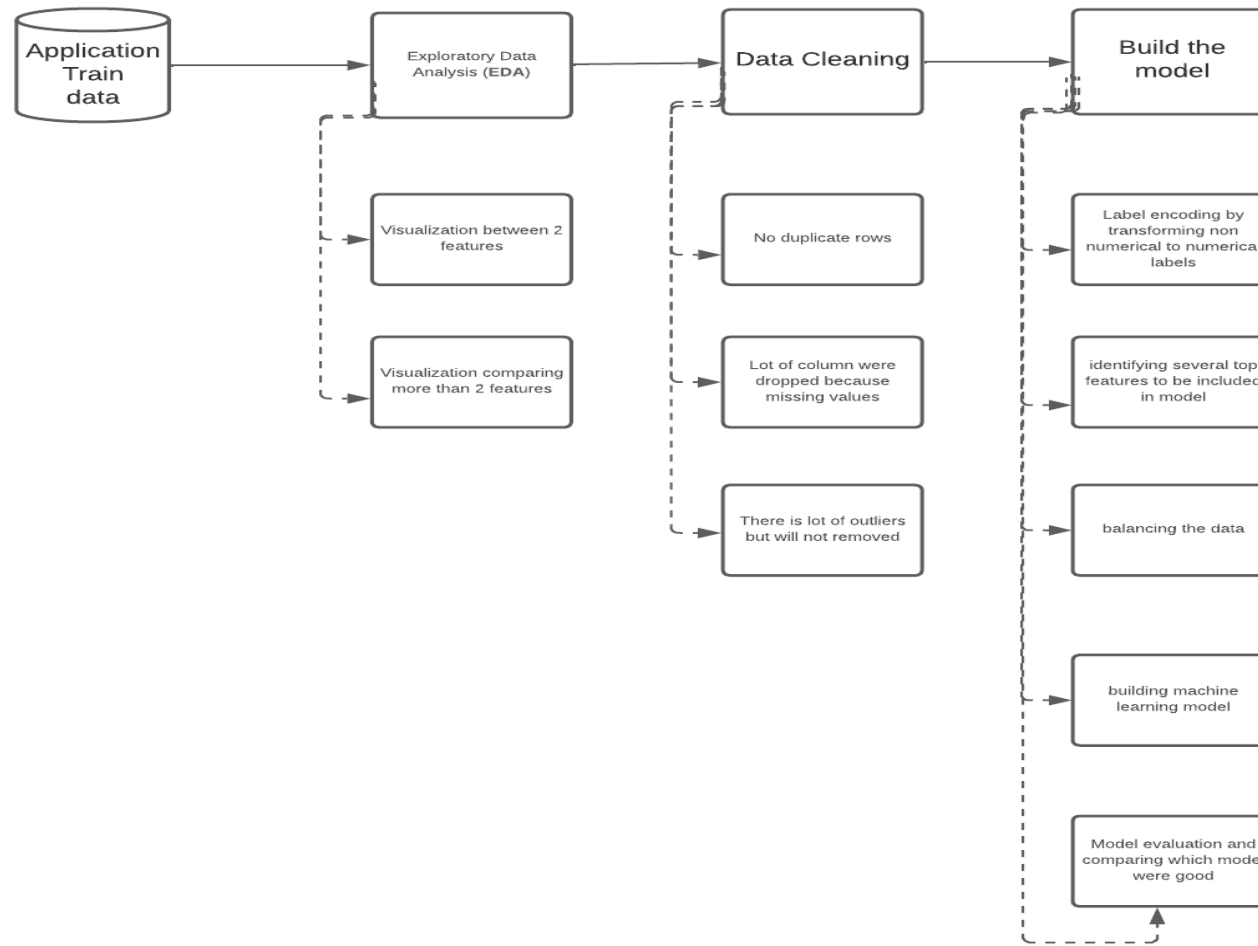 Application
Train
data
Exploratory Data
Analysis (EDA)
Data Cleaning
Build the
model
Visualization between 2
features
Visualization comparing
more than 2 features
No duplicate rows
Lot of column were
dropped because
missing values
There is lot of outliers
but will not removed
Label encoding by
transforming non
numerical to numerical
labels
identifying several top
features to be included
in model
balancing the data
building machine
learning model
Model evaluation and
comparing which model
were good